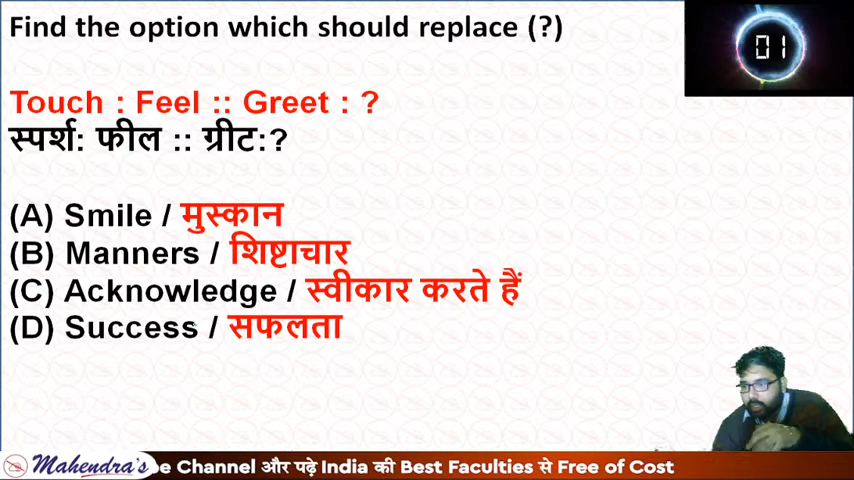 Find the option which should replace (?)
01
Touch : Feel :: Greet : ?
स्पर्श: फील :: ग्रीट:?
(A) Smile / मुस्कान
(B) Manners / शिष्टाचार
(C) Acknowledge / स्वीकार करते हैं
(D) Success / सफलता
Mahendra's e Channel और पढ़े India की Best Faculties से Free of Cost